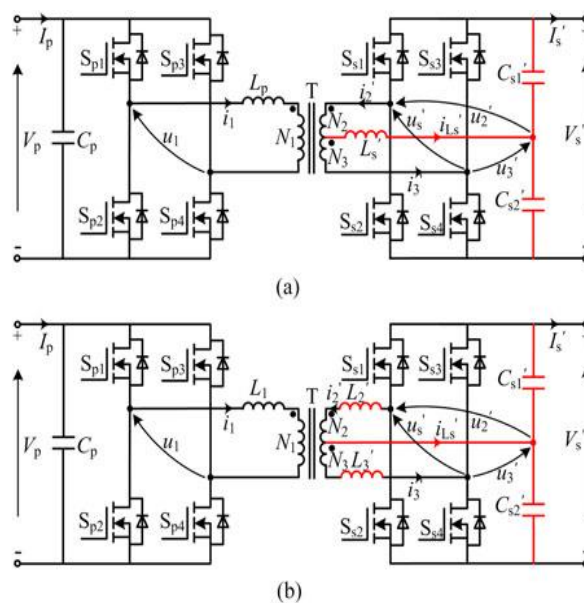 + I_p S_p1 S_p3 L_p T i_2' S_s1 S_s3 C_s1' I_s' +
V_p C_p u_1 i_1 N_1 N_2 N_3 L_s' i_Ls' i_3 u_s' u_2' u_3' V_s'
- S_p2 S_p4 S_s2 S_s4 C_s2' -
(a)
+ I_p S_p1 S_p3 L_1 T i_2' L_2' S_s1 S_s3 C_s1' I_s' +
V_p C_p u_1 i_1 N_1 N_2 N_3 L_3' i_Ls' i_3 u_s' u_2' u_3' V_s'
- S_p2 S_p4 S_s2 S_s4 C_s2' -
(b)